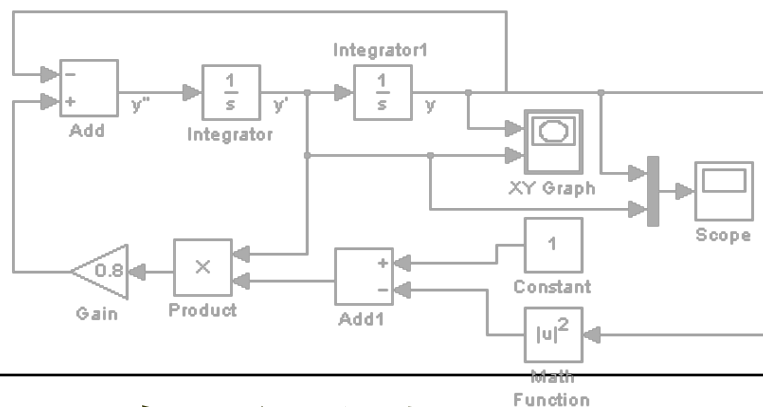 Integrator1
−
+
Add
y''
1
s
Integrator
y'
1
s
y
XY Graph
Scope
0.8
Gain
×
Product
+
−
Add1
1
Constant
|u|2
Math
Function